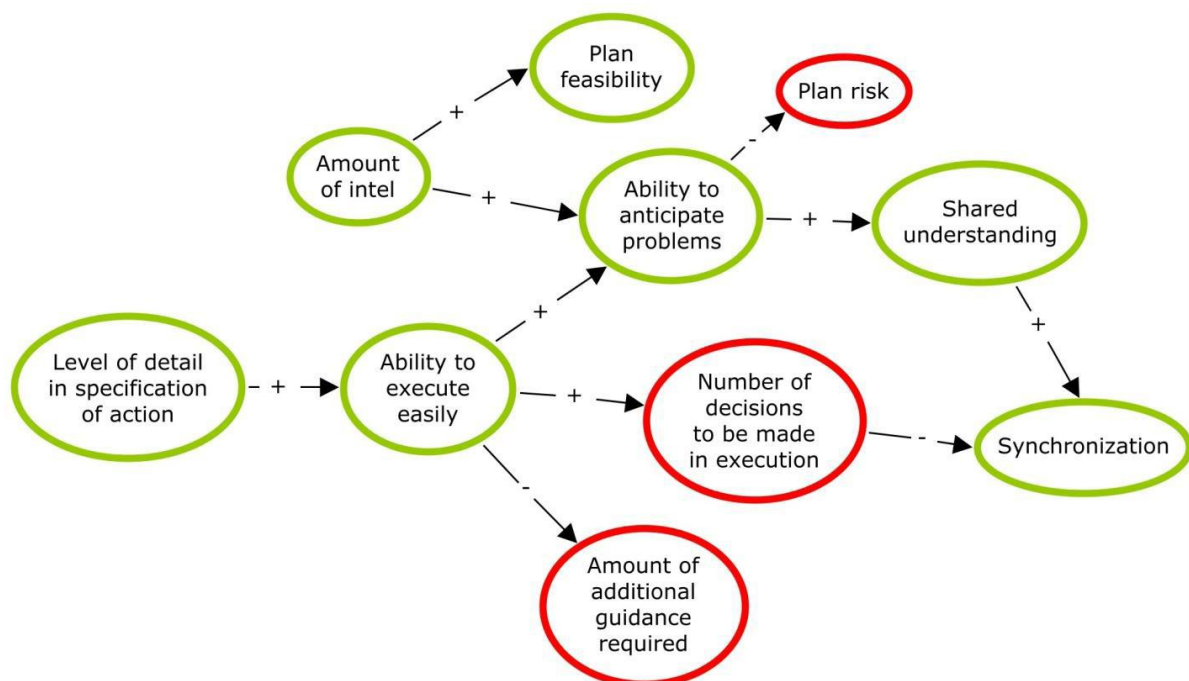 Plan
feasibility
+
Plan risk
-
Amount
of intel
+
Ability to
anticipate
problems
+
Shared
understanding
+
+
Level of detail
in specification
of action
+
Ability to
execute
easily
+
Number of
decisions
to be made
in execution
-
Synchronization
-
Amount of
additional
guidance
required